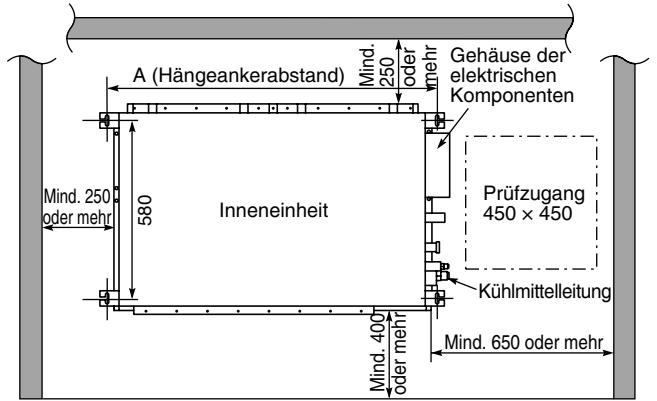 A (Hängeankerabstand)
Mind.
250
oder
mehr
Gehäuse der
elektrischen
Komponenten
Mind. 250
oder mehr
580
Inneneinheit
Prüfzugang
450 × 450
Kühlmittelleitung
Mind. 400
oder mehr
Mind. 650 oder mehr